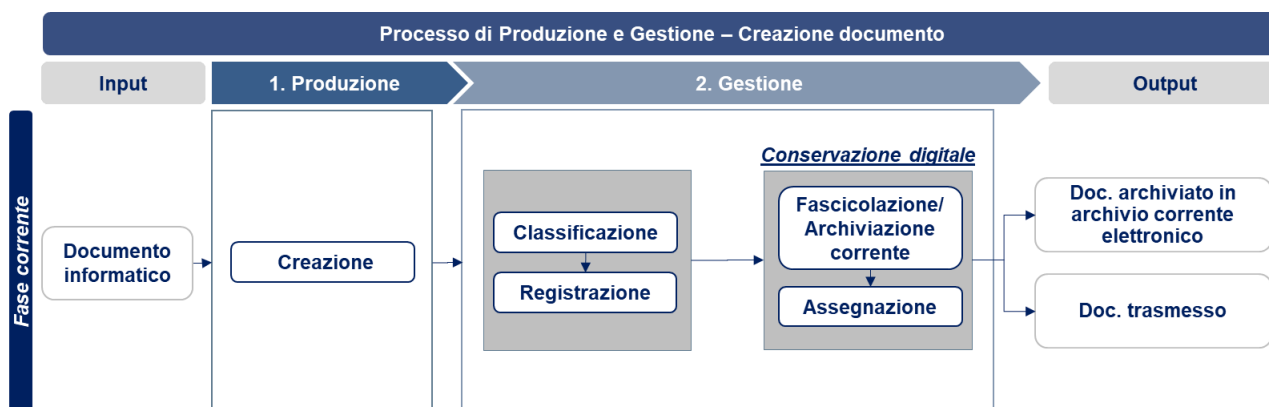 Processo di Produzione e Gestione – Creazione documento
Input
1. Produzione
2. Gestione
Output
Fase corrente
Documento
informatico
Creazione
Classificazione
Registrazione
Conservazione digitale
Fascicolazione/
Archiviazione
corrente
Assegnazione
Doc. archiviato in
archivio corrente
elettronico
Doc. trasmesso